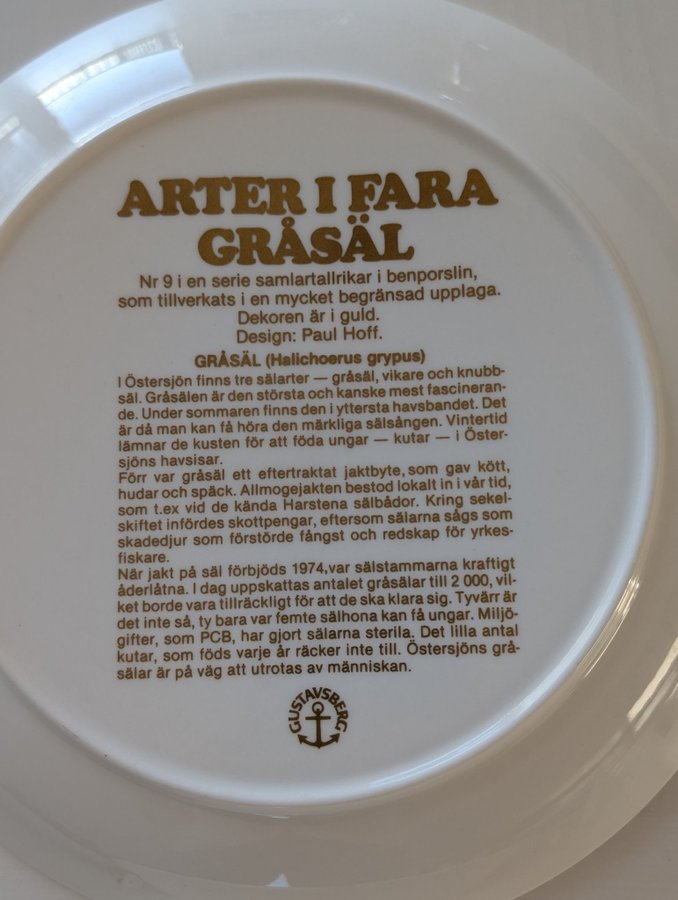 ARTER I FARA
GRÅSÄL
Nr 9 i en serie samlartallrikar i benporslin,
som tillverkats i en mycket begränsad upplaga.
Dekoren är i guld.
Design: Paul Hoff.
GRÅSÄL (Halichoerus grypus)
I Östersjön finns tre sälarter — gråsäl, vikare och knubb-
säl. Gråsälen är den största och kanske mest fascineran-
de. Under sommaren finns den i yttersta havsbandet. Det
är då man kan få höra den märkliga sälsången. Vintertid
lämnar de kusten för att föda ungar — kutar — i Öster-
sjöns havsisar.
Förr var gråsäl ett eftertraktat jaktbyte, som gav kött,
hudar och späck. Allmogejakten bestod lokalt in i vår tid,
som t.ex vid de kända Harstena sälbådor. Kring sekel-
skiftet infördes skottpengar, eftersom sälarna sågs som
skadedjur som förstörde fångst och redskap för yrkes-
fiskare.
När jakt på säl förbjöds 1974, var sälstammarna kraftigt
åderlåtna. I dag uppskattas antalet gråsälar till 2 000, vil-
ket borde vara tillräckligt för att de ska klara sig. Tyvärr är
det inte så, ty bara var femte sälhona kan få ungar. Miljö-
gifter, som PCB, har gjort sälarna sterila. Det lilla antal
kutar, som föds varje år räcker inte till. Östersjöns grå-
sälar är på väg att utrotas av människan.
GUSTAVSBERG